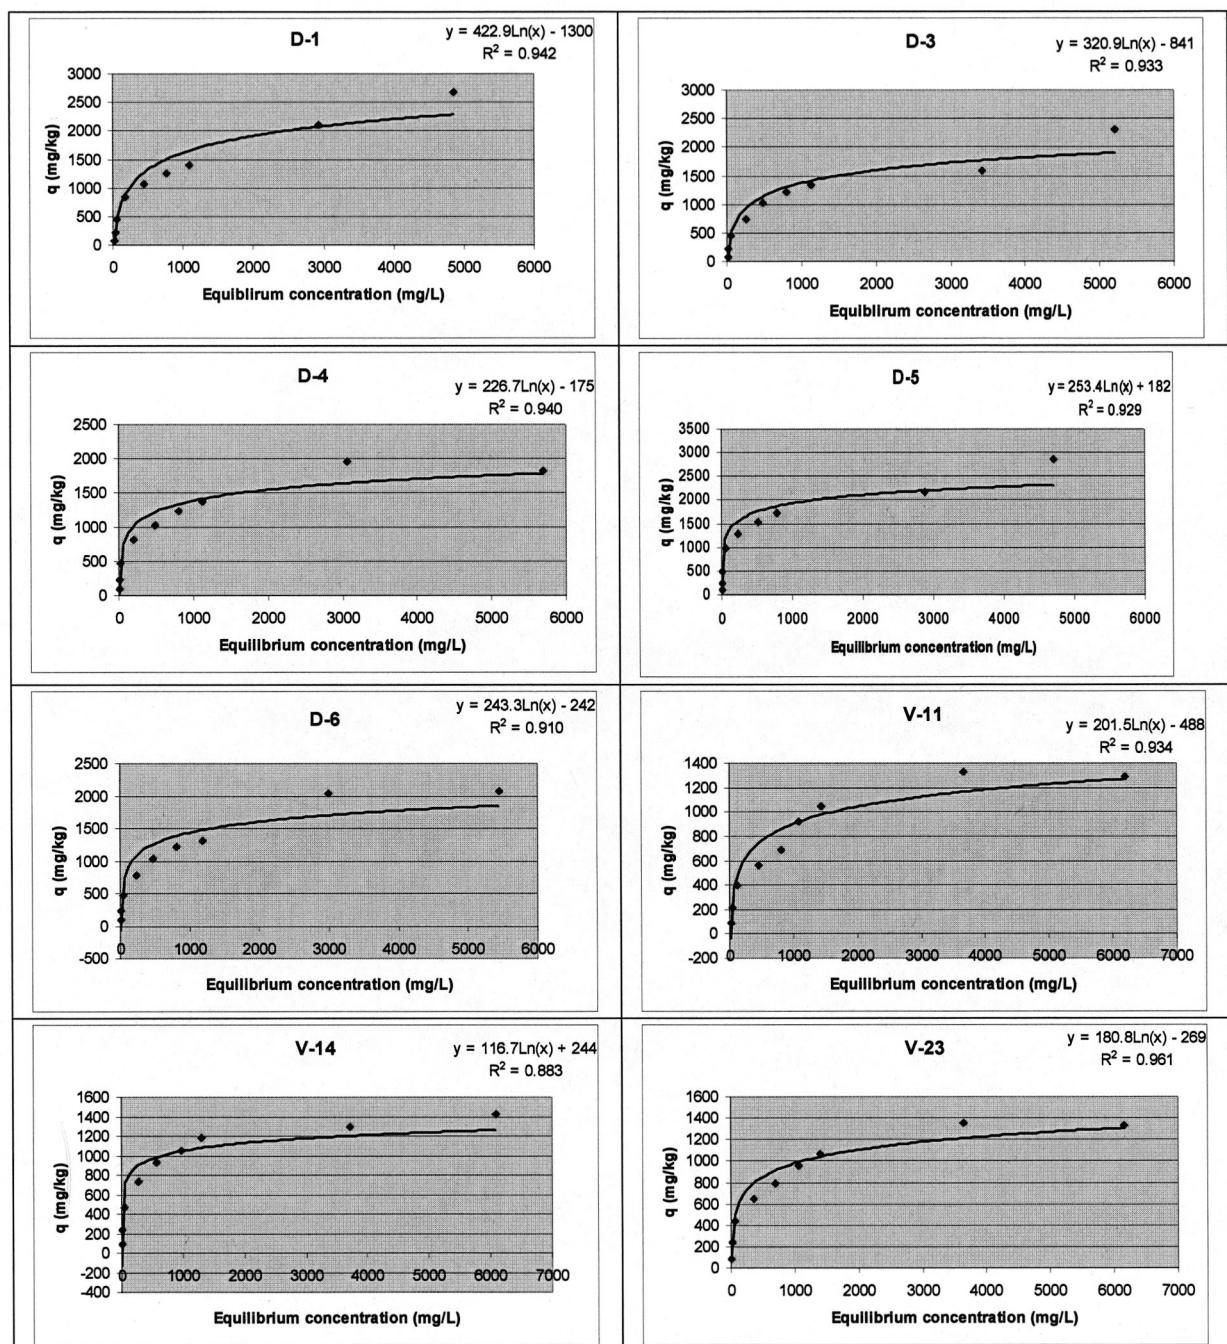 D-1
y = 422.9Ln(x) - 1300
R² = 0.942
3000
2500
2000
1500
1000
500
0
q (mg/kg)
0 1000 2000 3000 4000 5000 6000
Equiblirum concentration (mg/L)
D-3
y = 320.9Ln(x) - 841
R² = 0.933
3000
2500
2000
1500
1000
500
0
q (mg/kg)
0 1000 2000 3000 4000 5000 6000
Equiblirum concentration (mg/L)
D-4
y = 226.7Ln(x) - 175
R² = 0.940
2500
2000
1500
1000
500
0
q (mg/kg)
0 1000 2000 3000 4000 5000 6000
Equilibrium concentration (mg/L)
D-5
y = 253.4Ln(x) + 182
R² = 0.929
3500
3000
2500
2000
1500
1000
500
0
q (mg/kg)
0 1000 2000 3000 4000 5000 6000
Equilibrium concentration (mg/L)
D-6
y = 243.3Ln(x) - 242
R² = 0.910
2500
2000
1500
1000
500
0
-500
q (mg/kg)
0 1000 2000 3000 4000 5000 6000
Equilibrium concentration (mg/L)
V-11
y = 201.5Ln(x) - 488
R² = 0.934
1400
1200
1000
800
600
400
200
0
-200
q (mg/kg)
0 1000 2000 3000 4000 5000 6000 7000
Equilibrium concentration (mg/L)
V-14
y = 116.7Ln(x) + 244
R² = 0.883
1600
1400
1200
1000
800
600
400
200
0
-200
-400
q (mg/kg)
0 1000 2000 3000 4000 5000 6000 7000
Equilibrium concentration (mg/L)
V-23
y = 180.8Ln(x) - 269
R² = 0.961
1600
1400
1200
1000
800
600
400
200
0
q (mg/kg)
0 1000 2000 3000 4000 5000 6000 7000
Equilibrium concentration (mg/L)